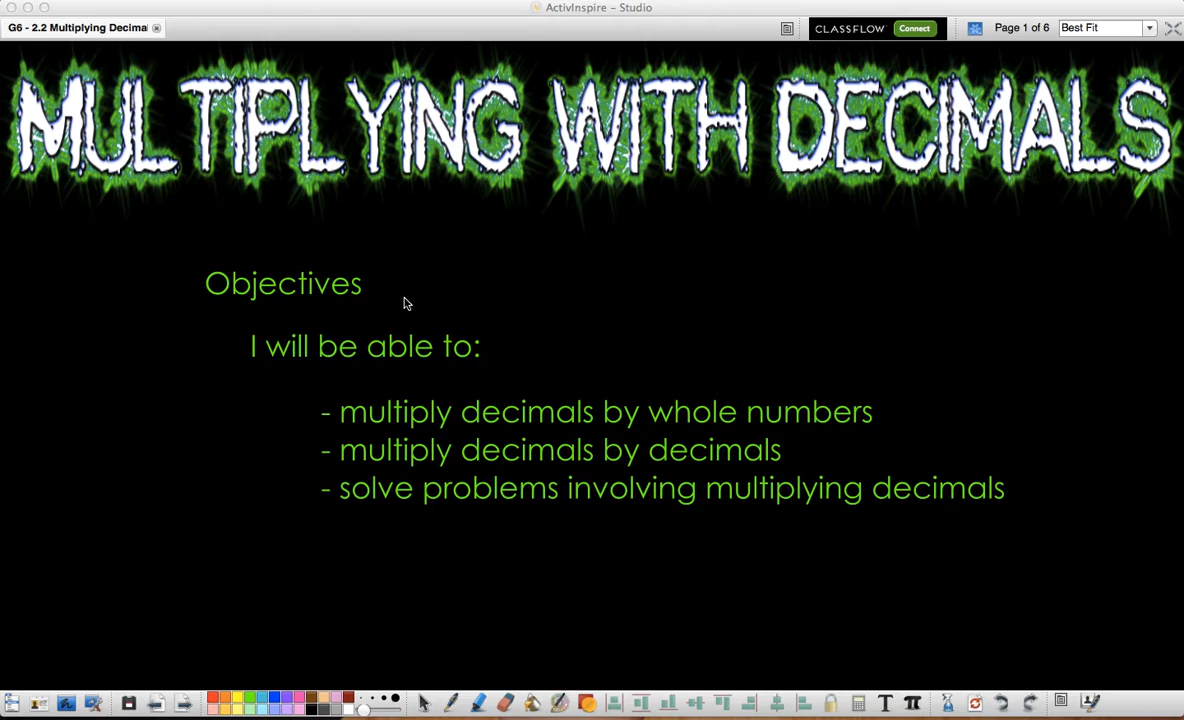 ActivInspire – Studio
G6 - 2.2 Multiplying Decima
CLASSFLOW Connect Page 1 of 6 Best Fit
MULTIPLYING WITH DECIMALS
Objectives
I will be able to:
- multiply decimals by whole numbers
- multiply decimals by decimals
- solve problems involving multiplying decimals